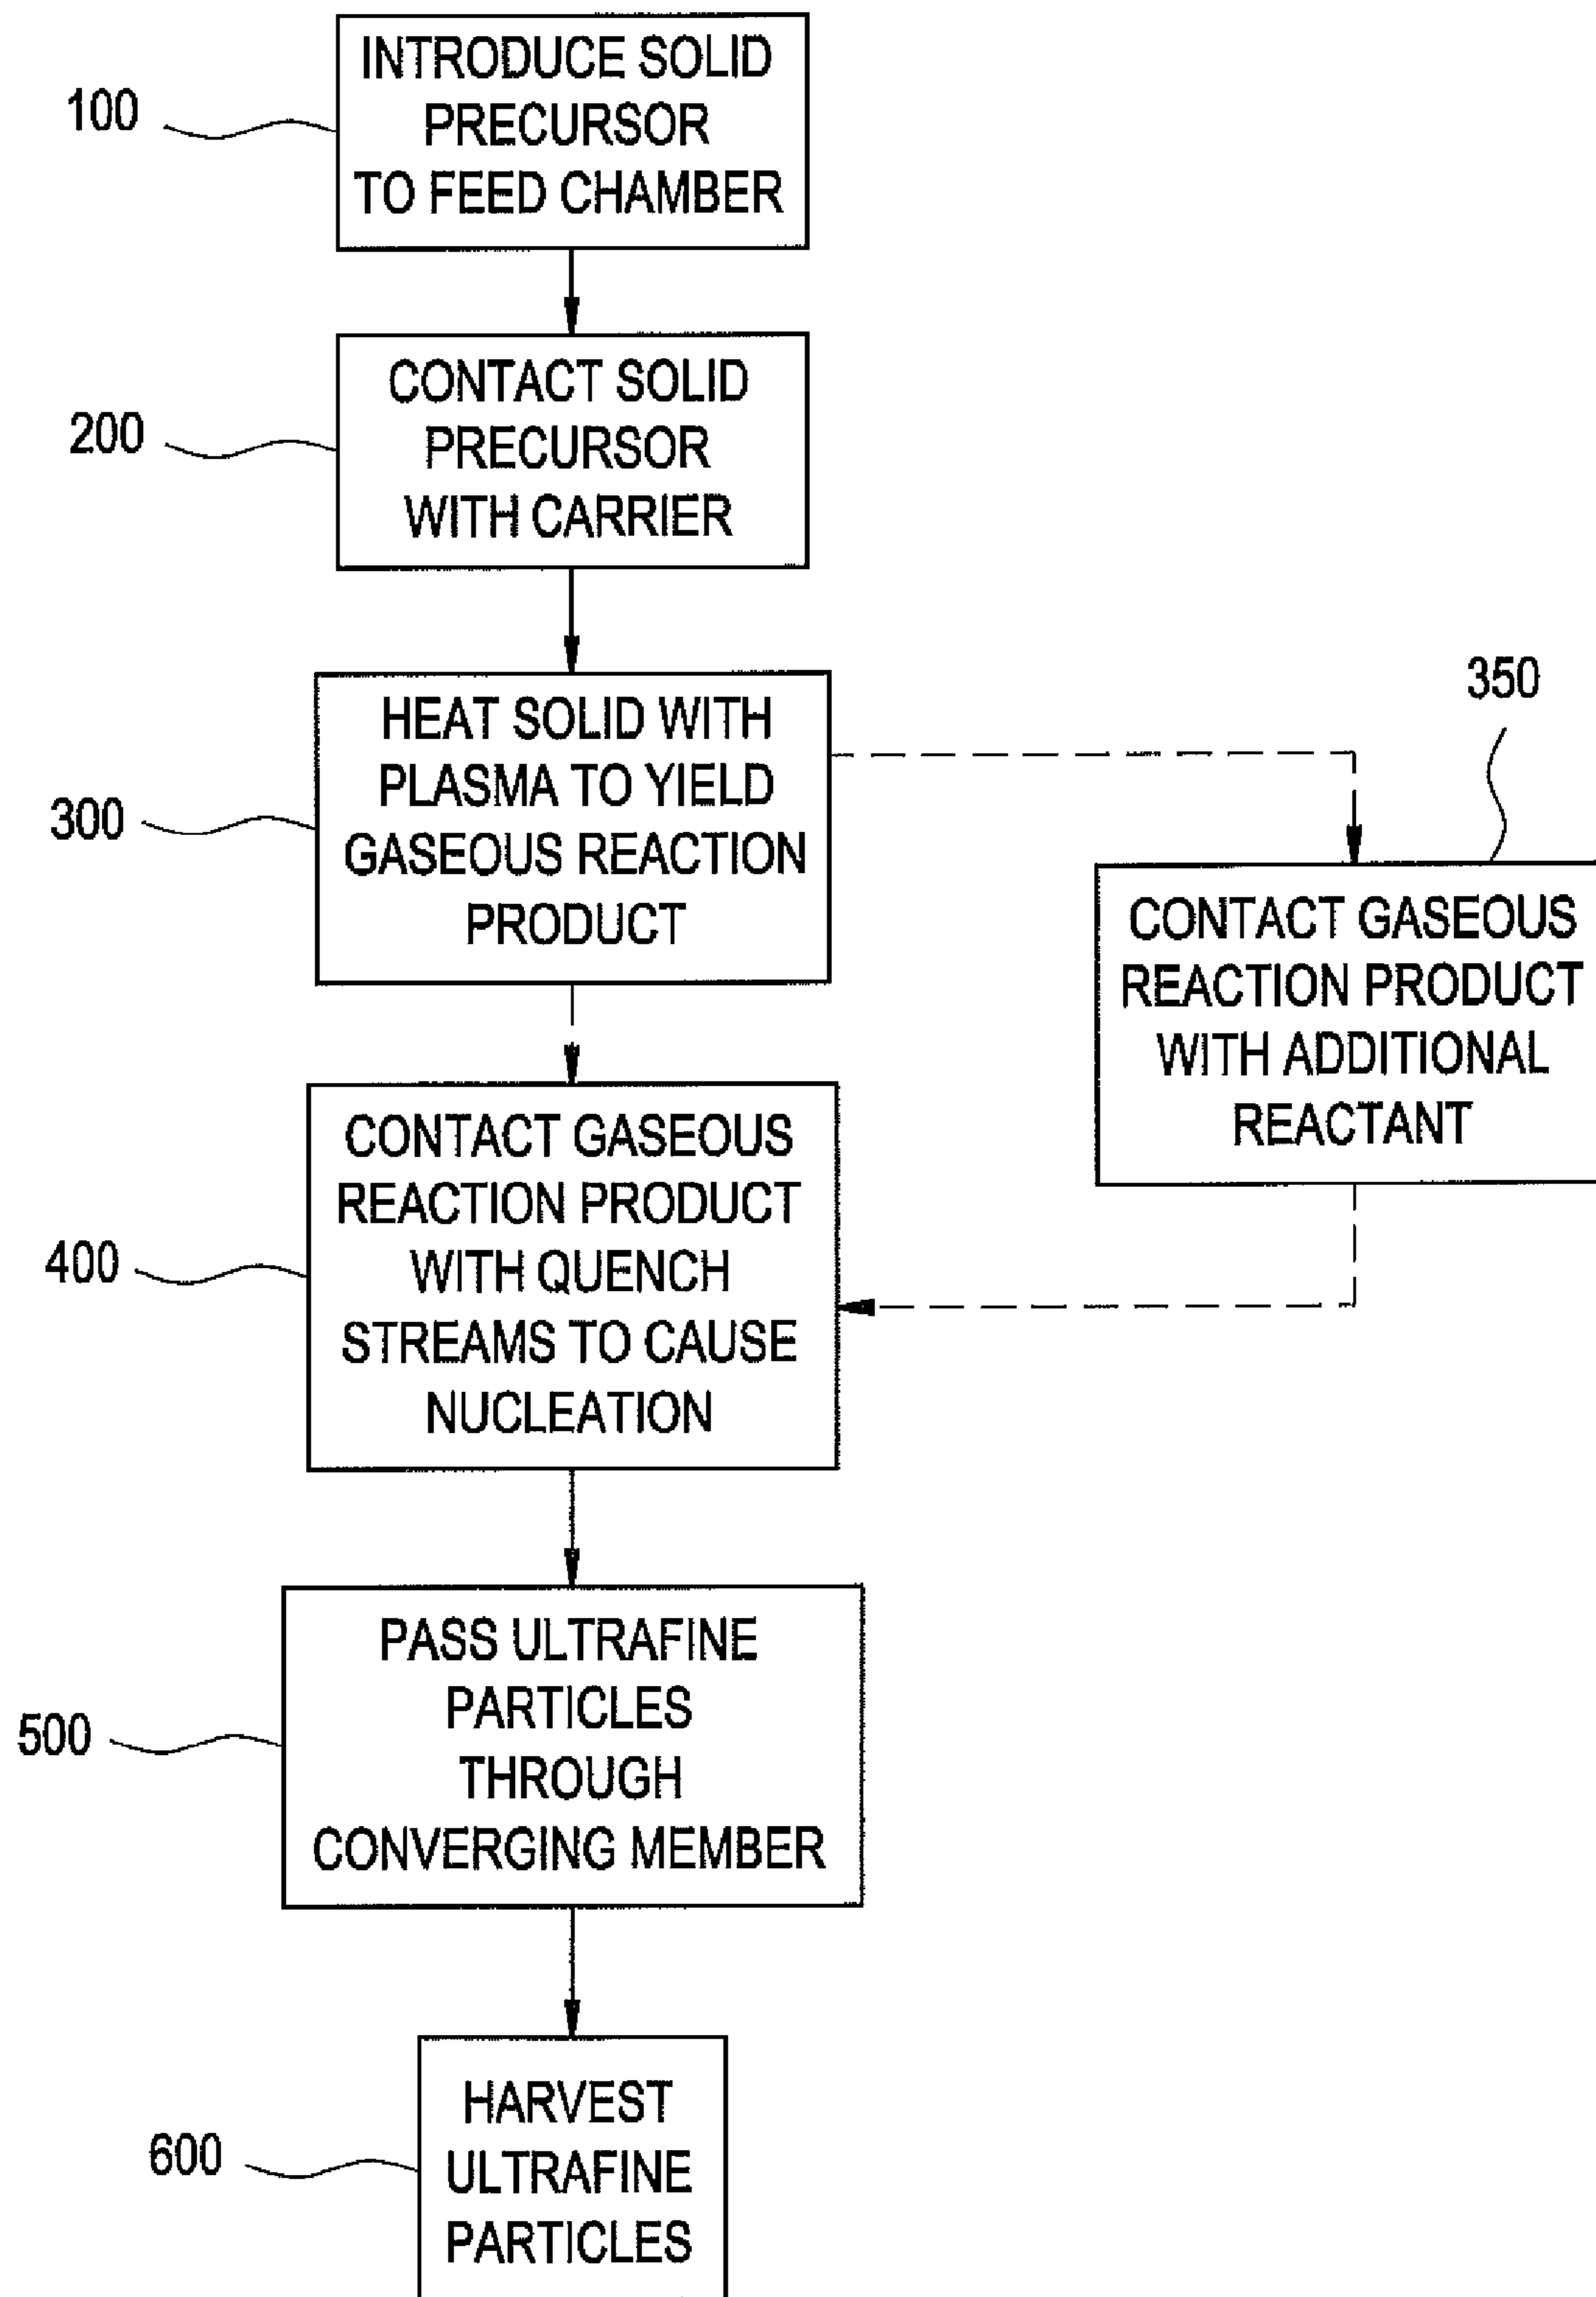 100
INTRODUCE SOLID
PRECURSOR
TO FEED CHAMBER
200
CONTACT SOLID
PRECURSOR
WITH CARRIER
300
HEAT SOLID WITH
PLASMA TO YIELD
GASEOUS REACTION
PRODUCT
350
CONTACT GASEOUS
REACTION PRODUCT
WITH ADDITIONAL
REACTANT
400
CONTACT GASEOUS
REACTION PRODUCT
WITH QUENCH
STREAMS TO CAUSE
NUCLEATION
500
PASS ULTRAFINE
PARTICLES
THROUGH
CONVERGING MEMBER
600
HARVEST
ULTRAFINE
PARTICLES